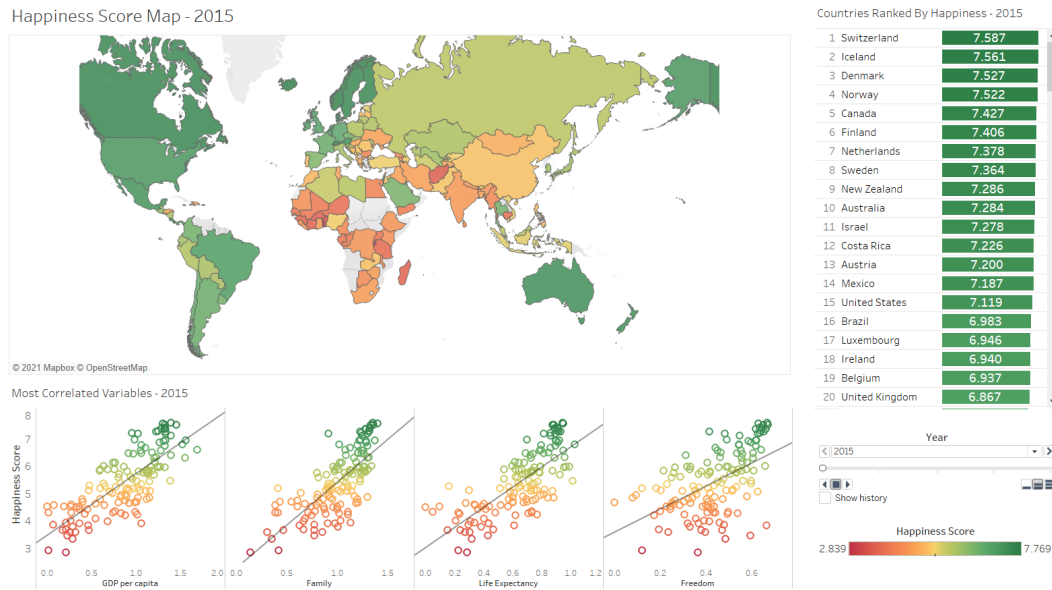 Happiness Score Map - 2015
© 2021 Mapbox © OpenStreetMap
Countries Ranked By Happiness - 2015
1 Switzerland 7.587
2 Iceland 7.561
3 Denmark 7.527
4 Norway 7.522
5 Canada 7.427
6 Finland 7.406
7 Netherlands 7.378
8 Sweden 7.364
9 New Zealand 7.286
10 Australia 7.284
11 Israel 7.278
12 Costa Rica 7.226
13 Austria 7.200
14 Mexico 7.187
15 United States 7.119
16 Brazil 6.983
17 Luxembourg 6.946
18 Ireland 6.940
19 Belgium 6.937
20 United Kingdom 6.867
Most Correlated Variables - 2015
Happiness Score
8
7
6
5
4
3
0.0 0.5 1.0 1.5 2.0
GDP per capita
0.0 0.5 1.0 1.5
Family
0.0 0.2 0.4 0.6 0.8 1.0 1.2
Life Expectancy
0.0 0.2 0.4 0.6
Freedom
Year
2015
Show history
Happiness Score
2.839 7.769